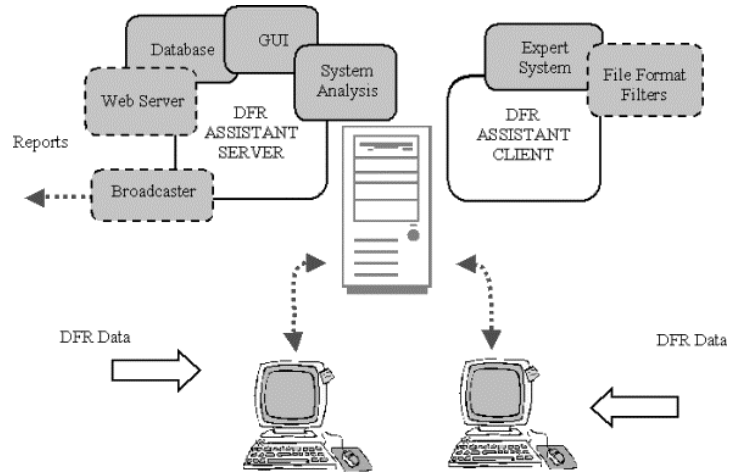 Database
GUI
System
Analysis
Web Server
DFR
ASSISTANT
SERVER
Reports
Broadcaster
Expert
System
File Format
Filters
DFR
ASSISTANT
CLIENT
DFR Data
DFR Data